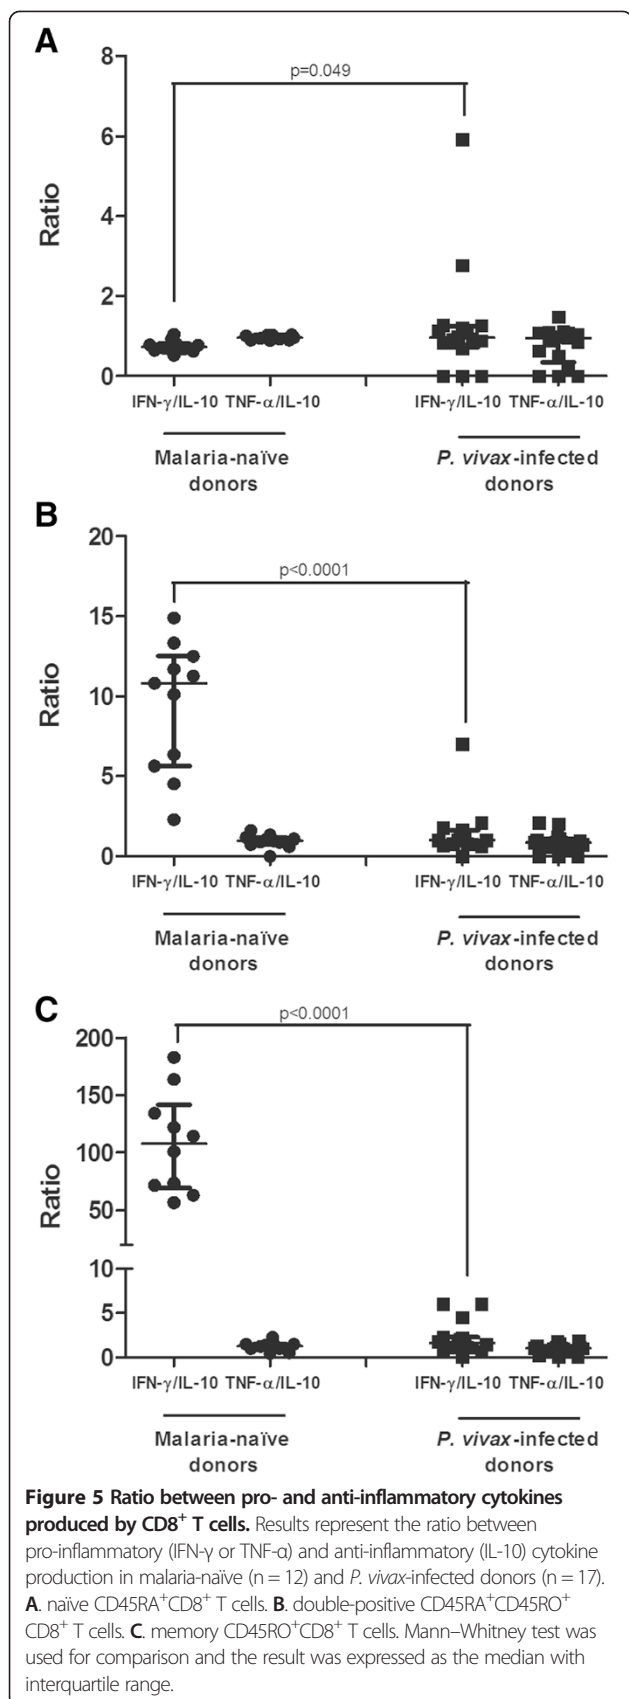 A
8
p=0.049
6
Ratio
4
2
0
IFN-γ/IL-10 TNF-α/IL-10 IFN-γ/IL-10 TNF-α/IL-10
Malaria-naïve P. vivax-infected
donors donors
B
20
p<0.0001
15
Ratio
10
5
0
IFN-γ/IL-10 TNF-α/IL-10 IFN-γ/IL-10 TNF-α/IL-10
Malaria-naïve P. vivax-infected
donors donors
C
p<0.0001
200
150
100
Ratio
50
10
5
0
IFN-γ/IL-10 TNF-α/IL-10 IFN-γ/IL-10 TNF-α/IL-10
Malaria-naïve P. vivax-infected
donors donors
Figure 5 Ratio between pro- and anti-inflammatory cytokines
produced by CD8⁺ T cells. Results represent the ratio between
pro-inflammatory (IFN-γ or TNF-α) and anti-inflammatory (IL-10) cytokine
production in malaria-naïve (n = 12) and P. vivax-infected donors (n = 17).
A. naïve CD45RA⁺CD8⁺ T cells. B. double-positive CD45RA⁺CD45RO⁺
CD8⁺ T cells. C. memory CD45RO⁺CD8⁺ T cells. Mann–Whitney test was
used for comparison and the result was expressed as the median with
interquartile range.